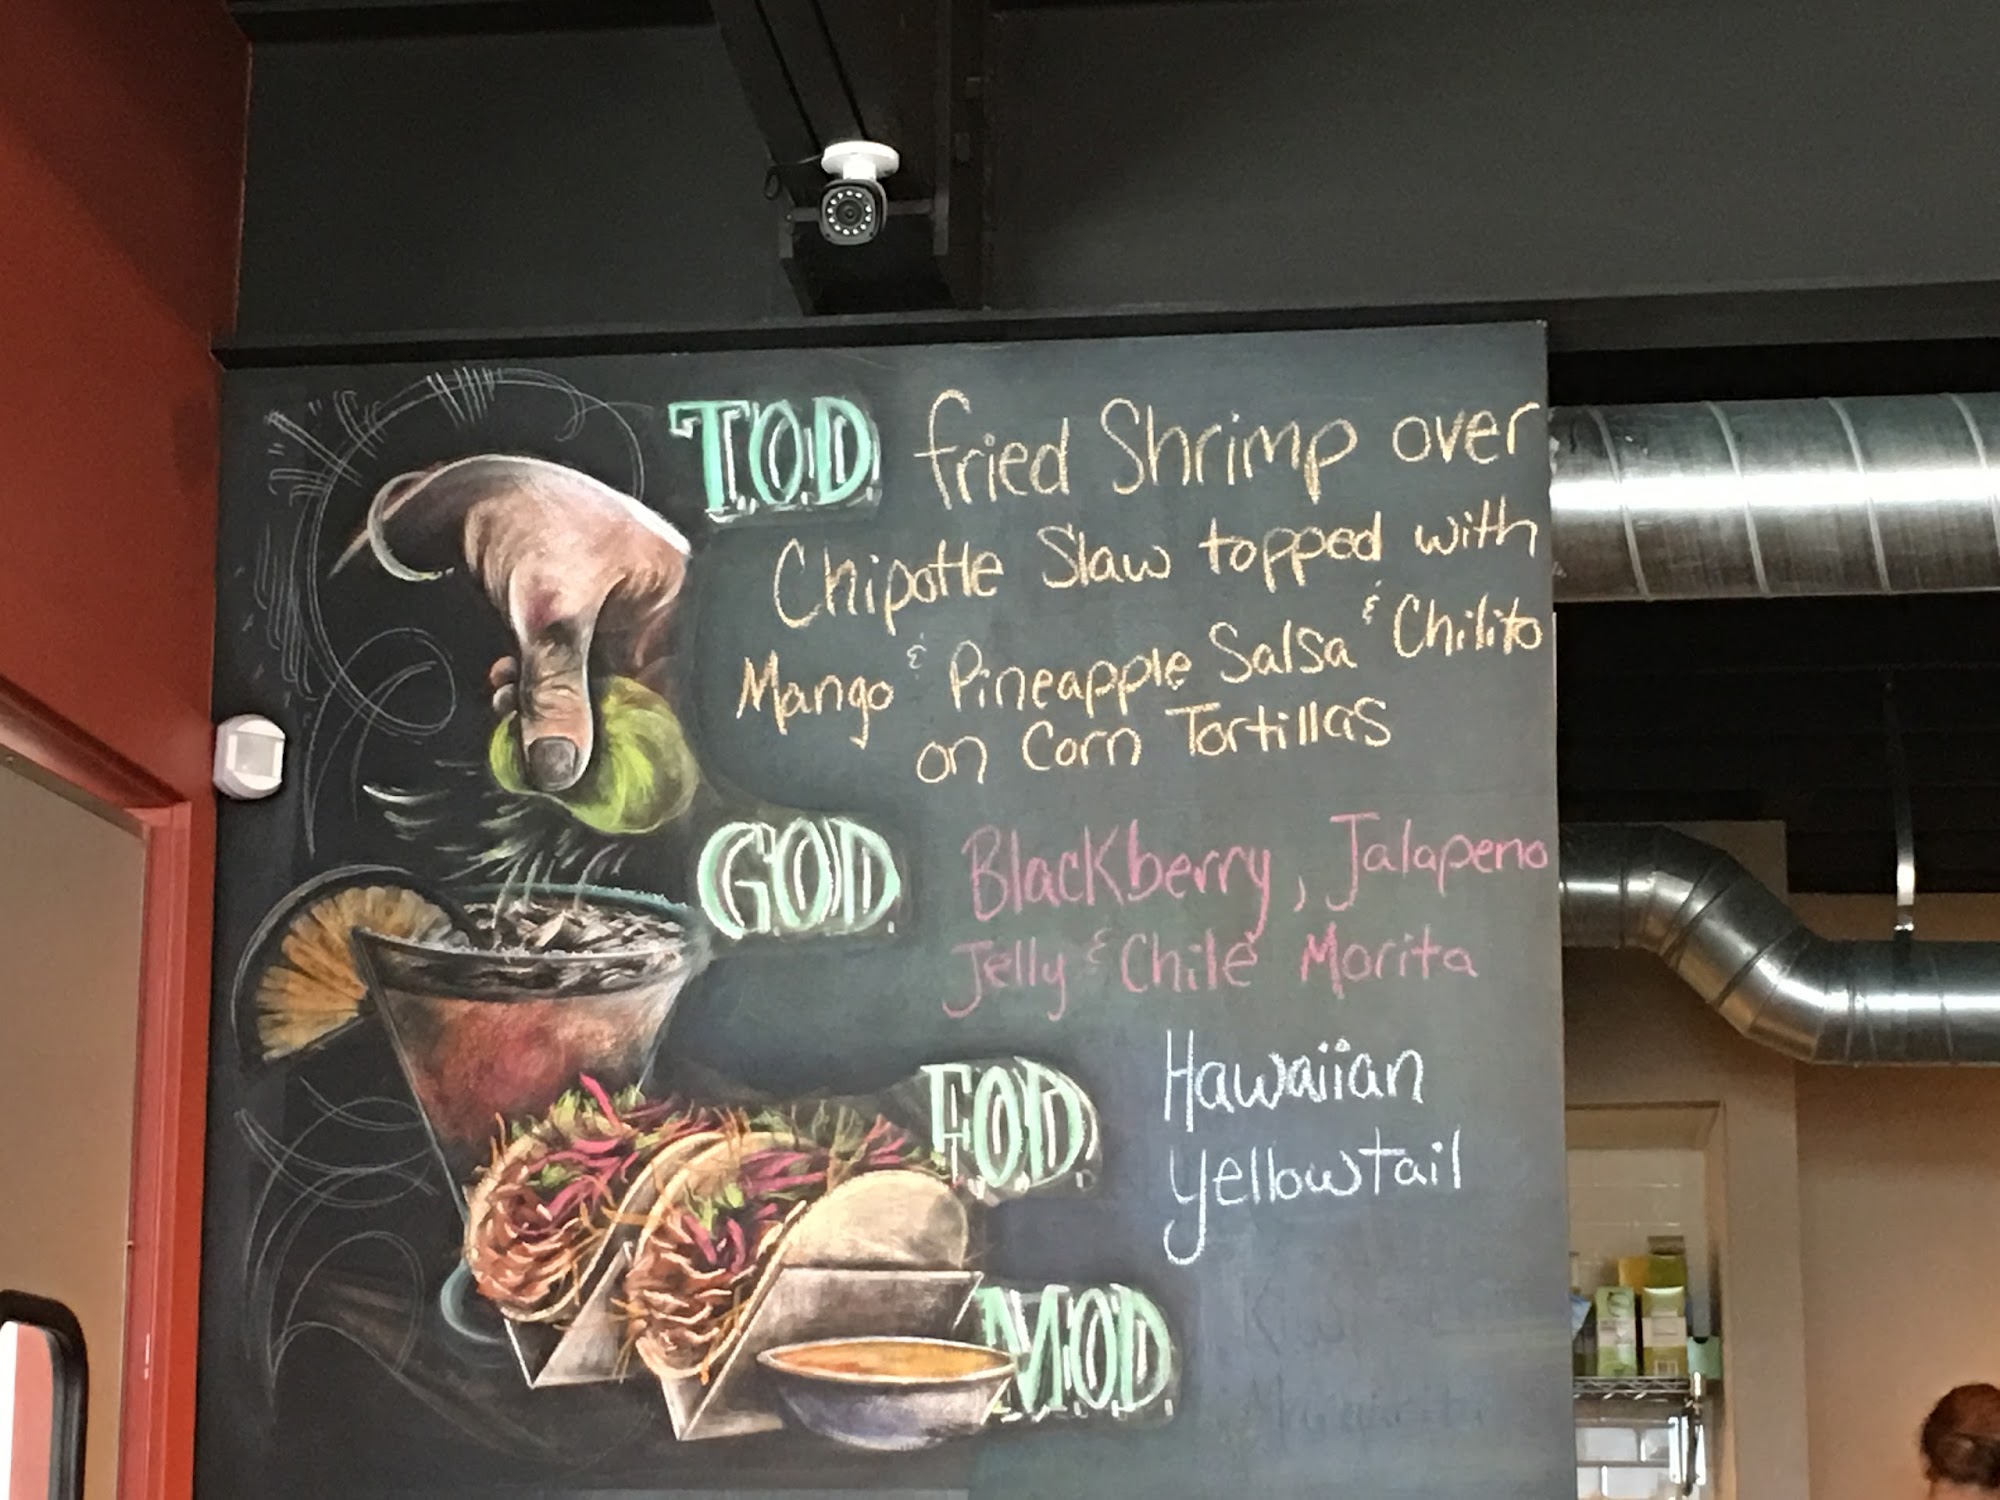 T.O.D. fried Shrimp over
Chipotle Slaw topped with
Mango & Pineapple Salsa & Chilito
on Corn Tortillas
G.O.D. Blackberry, Jalapeno
Jelly & Chile Morita
F.O.D. Hawaiian
Yellowtail
M.O.D.